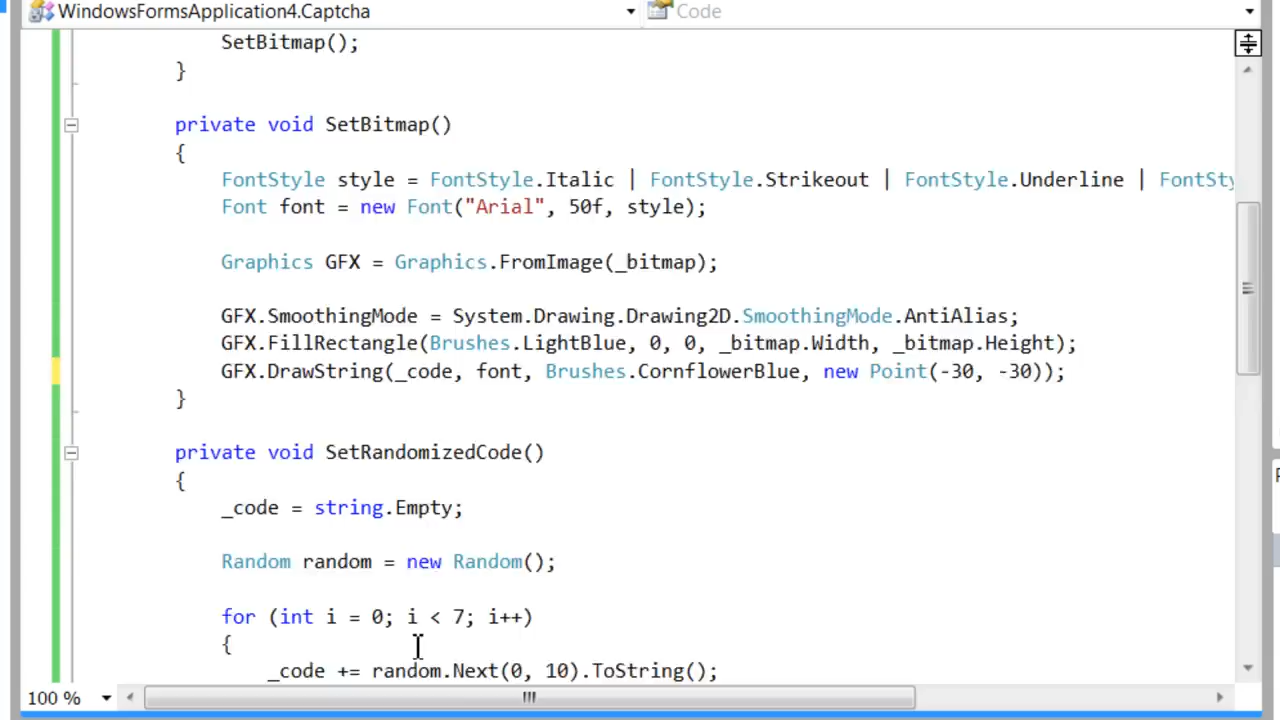 WindowsFormsApplication4.Captcha
Code
SetBitmap();
}
private void SetBitmap()
{
FontStyle style = FontStyle.Italic | FontStyle.Strikeout | FontStyle.Underline | FontSty
Font font = new Font("Arial", 50f, style);
Graphics GFX = Graphics.FromImage(_bitmap);
GFX.SmoothingMode = System.Drawing.Drawing2D.SmoothingMode.AntiAlias;
GFX.FillRectangle(Brushes.LightBlue, 0, 0, _bitmap.Width, _bitmap.Height);
GFX.DrawString(_code, font, Brushes.CornflowerBlue, new Point(-30, -30));
}
private void SetRandomizedCode()
{
_code = string.Empty;
Random random = new Random();
for (int i = 0; i < 7; i++)
{
_code += random.Next(0, 10).ToString();
100 %